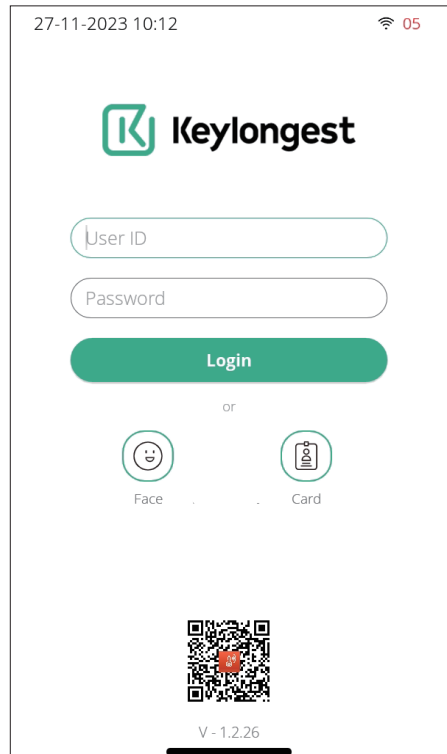 27-11-2023 10:12 05
Keylongest
User ID
Password
Login
or
Face Card
V - 1.2.26